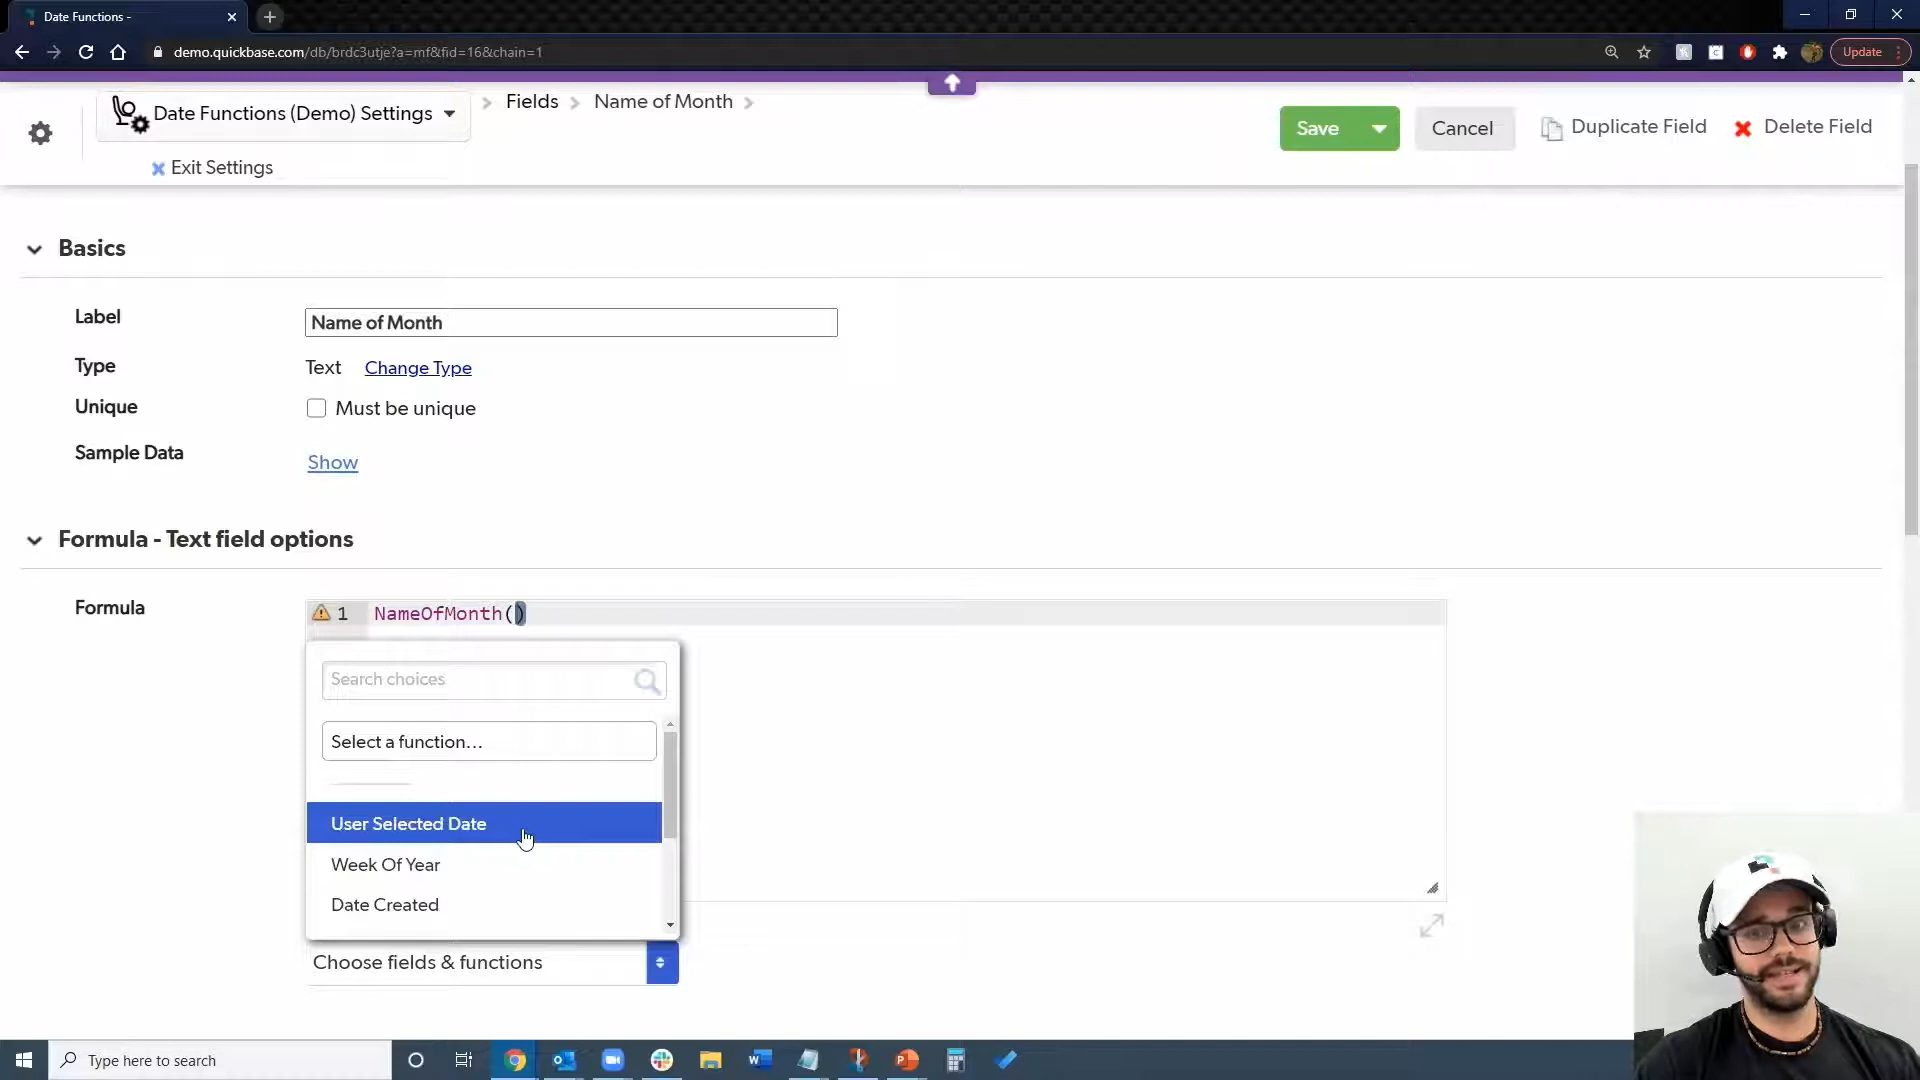 Date Functions -
demo.quickbase.com/db/brdc3utje?a=mf&fid=16&chain=1
Update
Date Functions (Demo) Settings
Fields
Name of Month
Save
Cancel
Duplicate Field
Delete Field
Exit Settings
Basics
Label
Name of Month
Type
Text Change Type
Unique
Must be unique
Sample Data
Show
Formula - Text field options
Formula
1 NameOfMonth()
Search choices
Select a function...
User Selected Date
Week Of Year
Date Created
Choose fields & functions
Type here to search